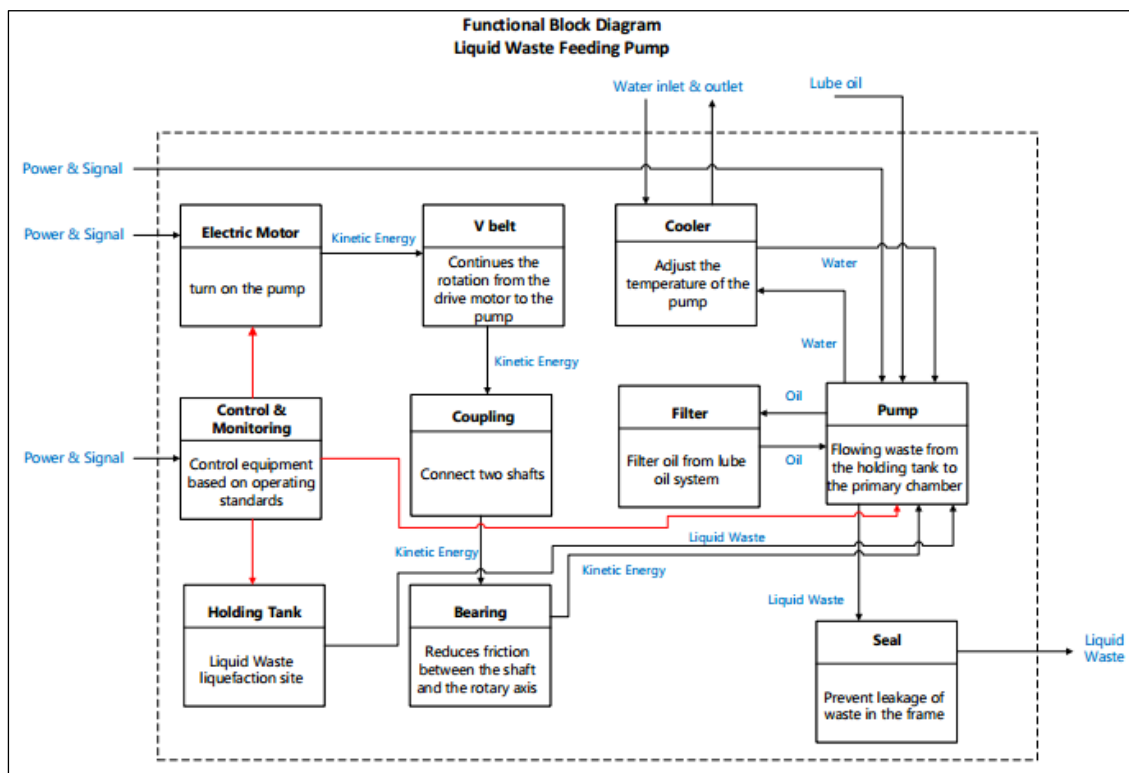 Functional Block Diagram
Liquid Waste Feeding Pump
Water inlet & outlet
Lube oil
Power & Signal
Power & Signal
Electric Motor
turn on the pump
Kinetic Energy
V belt
Continues the
rotation from the
drive motor to the
pump
Cooler
Adjust the
temperature of the
pump
Water
Water
Kinetic Energy
Power & Signal
Control &
Monitoring
Control equipment
based on operating
standards
Coupling
Connect two shafts
Filter
Filter oil from lube
oil system
Oil
Oil
Pump
Flowing waste from
the holding tank to
the primary chamber
Kinetic Energy
Liquid Waste
Kinetic Energy
Holding Tank
Liquid Waste
liquefaction site
Bearing
Reduces friction
between the shaft
and the rotary axis
Liquid Waste
Seal
Prevent leakage of
waste in the frame
Liquid
Waste